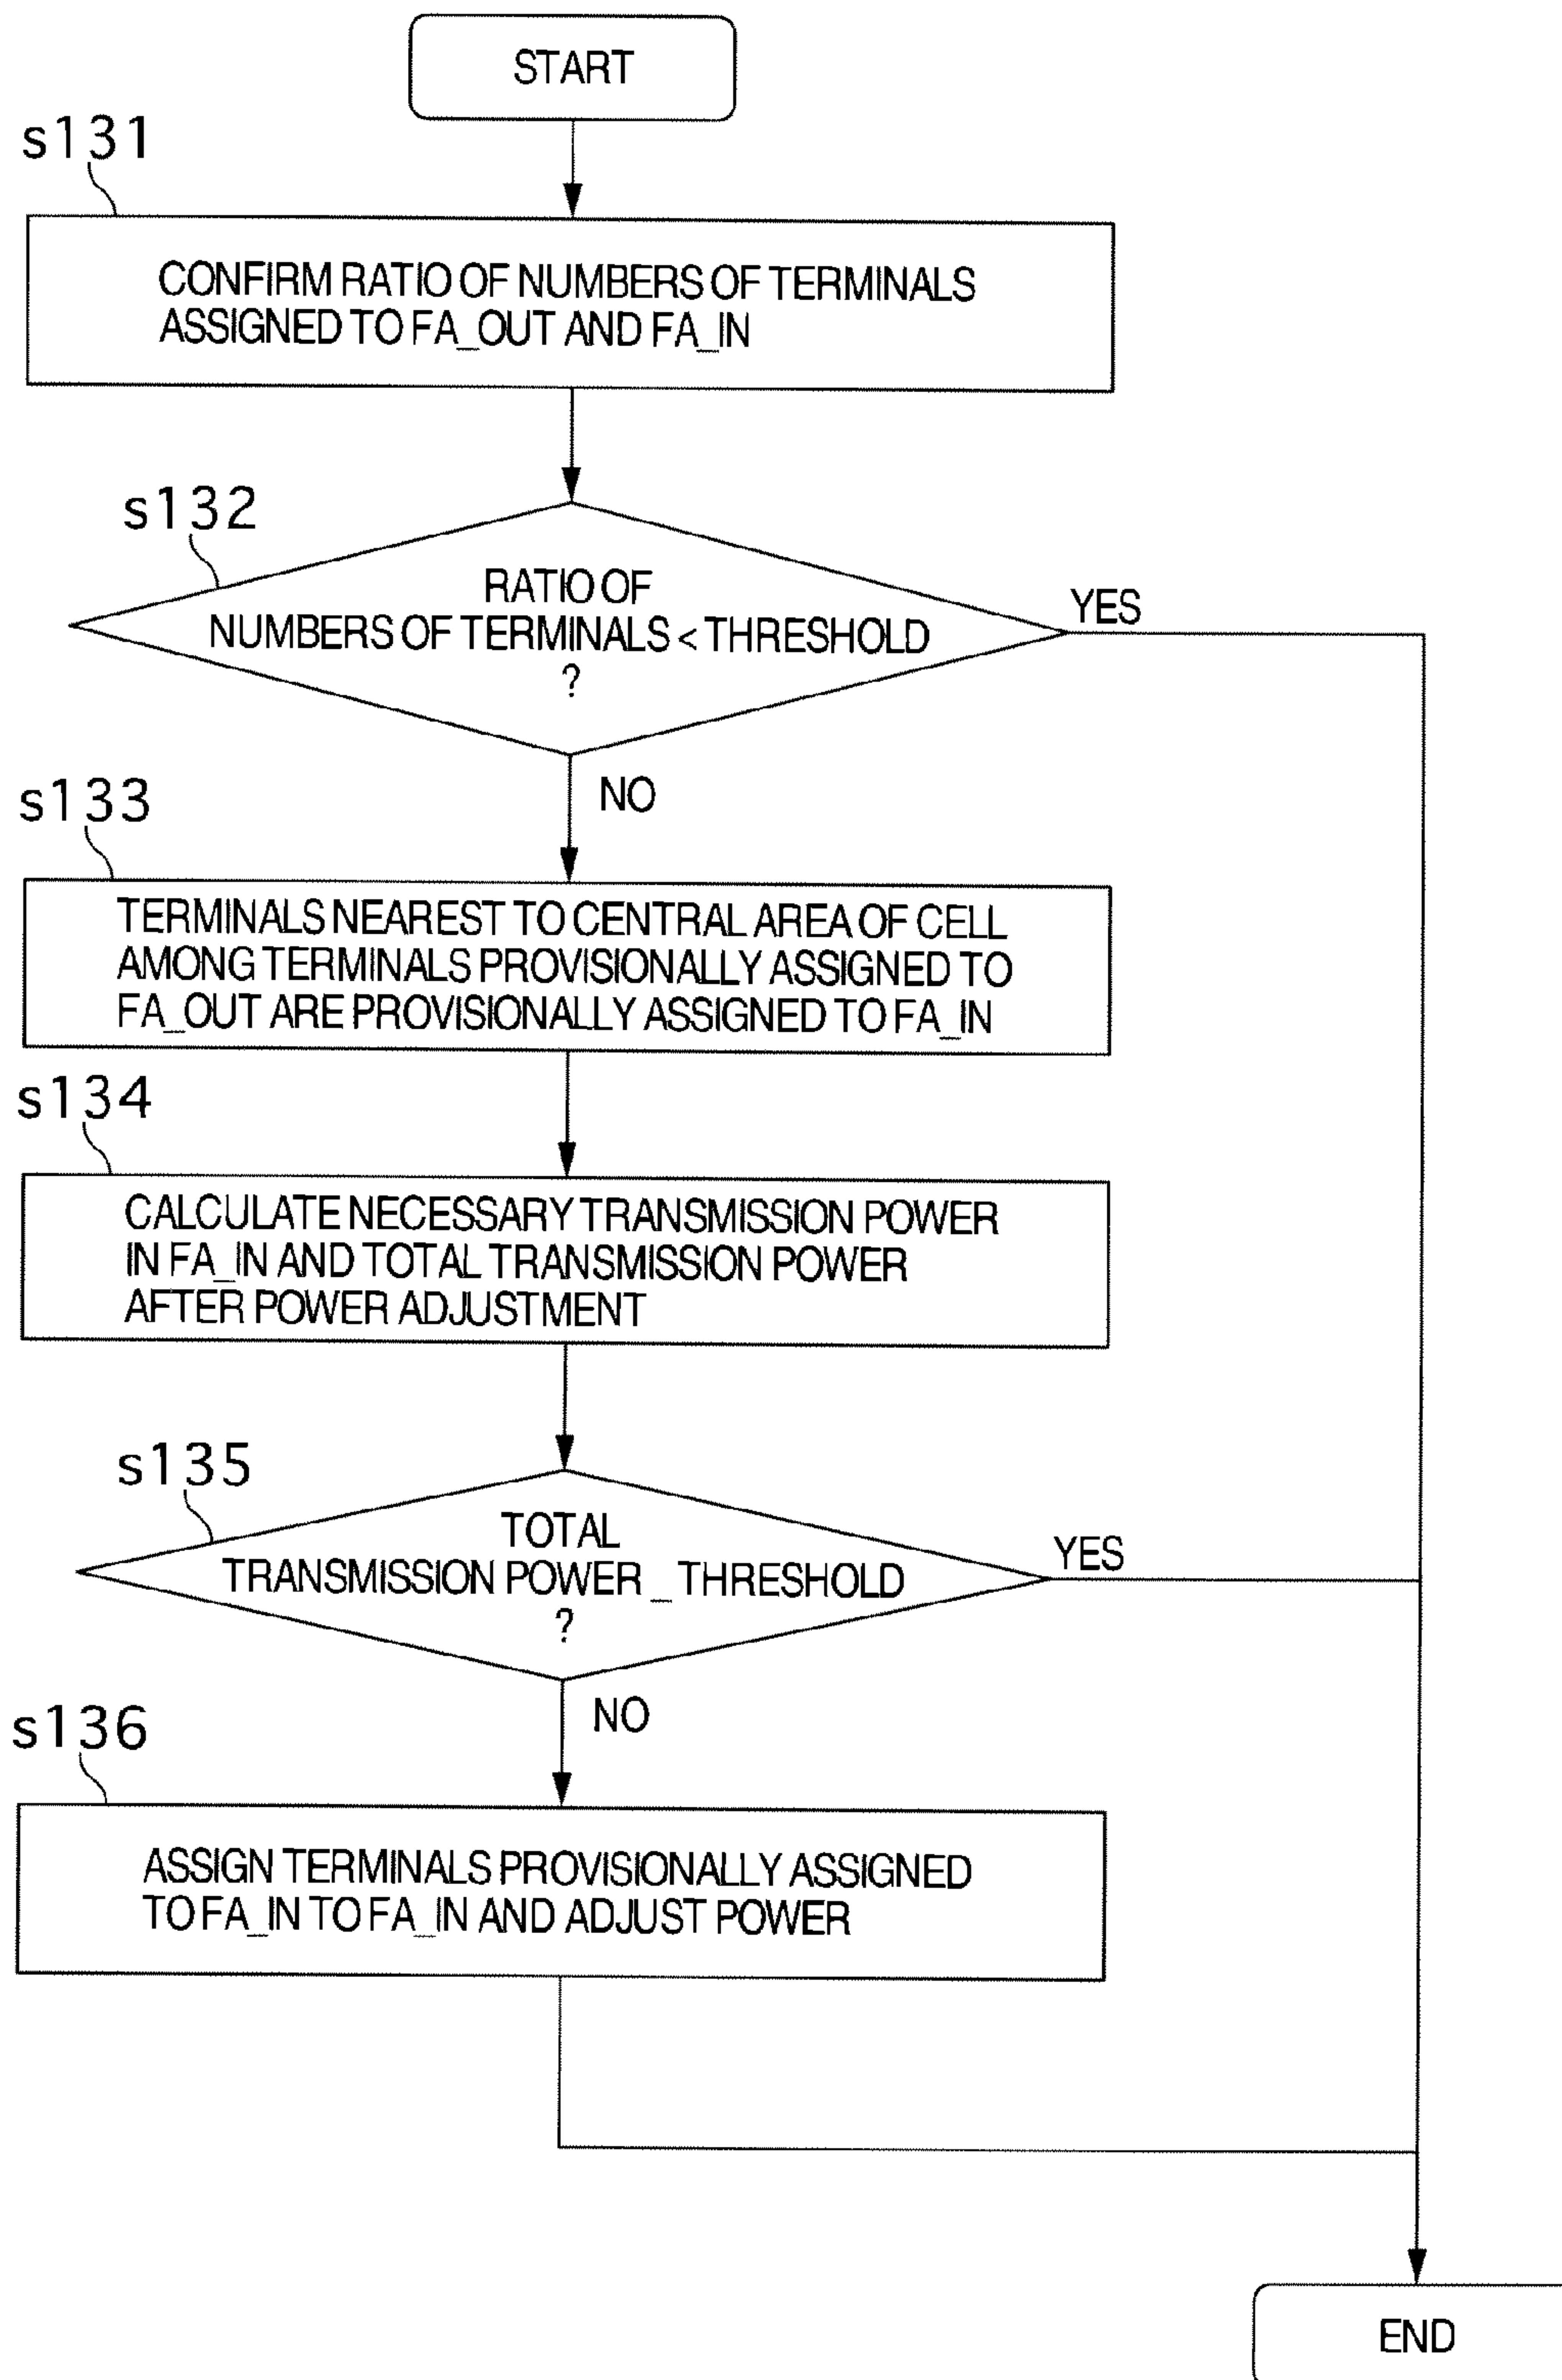 START
s131
CONFIRM RATIO OF NUMBERS OF TERMINALS
ASSIGNED TO FA_OUT AND FA_IN
s132
RATIO OF
NUMBERS OF TERMINALS < THRESHOLD
?
YES
NO
s133
TERMINALS NEAREST TO CENTRAL AREA OF CELL
AMONG TERMINALS PROVISIONALLY ASSIGNED TO
FA_OUT ARE PROVISIONALLY ASSIGNED TO FA_IN
s134
CALCULATE NECESSARY TRANSMISSION POWER
IN FA_IN AND TOTAL TRANSMISSION POWER
AFTER POWER ADJUSTMENT
s135
TOTAL
TRANSMISSION POWER _ THRESHOLD
?
YES
NO
s136
ASSIGN TERMINALS PROVISIONALLY ASSIGNED
TO FA_IN TO FA_IN AND ADJUST POWER
END